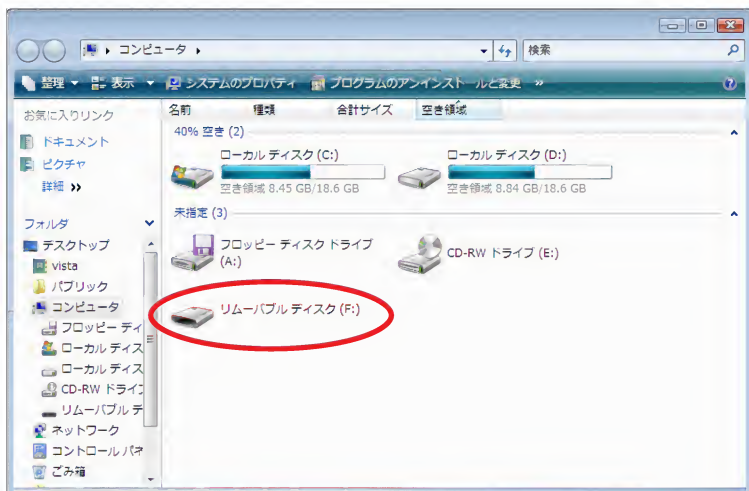 コンピュータ
検索
整理 表示 システムのプロパティ プログラムのアンインストールと変更 »
お気に入りリンク
ドキュメント
ピクチャ
詳細 »
フォルダ
デスクトップ
vista
パブリック
コンピュータ
フロッピー ディ
ローカル ディス
ローカル ディス
CD-RW ドライブ
リムーバブル デ
ネットワーク
コントロール パネ
ごみ箱
名前 種類 合計サイズ 空き領域
40% 空き (2)
ローカル ディスク (C:)
空き領域 8.45 GB/18.6 GB
ローカル ディスク (D:)
空き領域 8.84 GB/18.6 GB
未指定 (3)
フロッピー ディスク ドライブ
(A:)
CD-RW ドライブ (E:)
リムーバブル ディスク (F:)